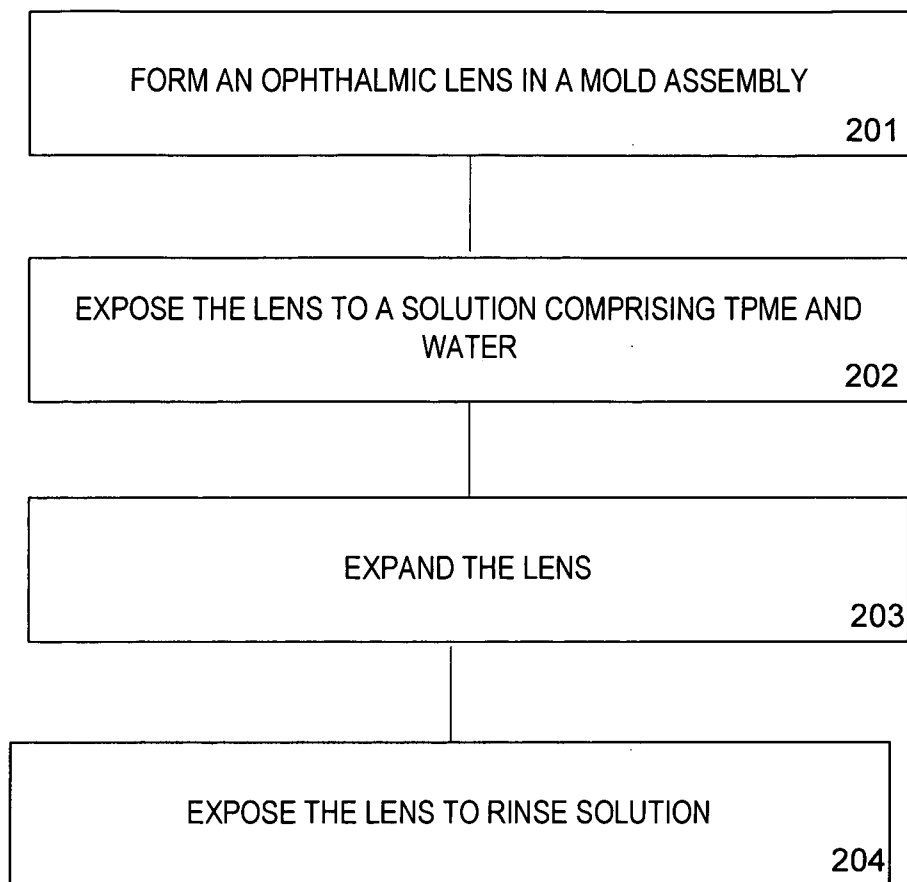 FORM AN OPHTHALMIC LENS IN A MOLD ASSEMBLY
201
EXPOSE THE LENS TO A SOLUTION COMPRISING TPME AND
WATER
202
EXPAND THE LENS
203
EXPOSE THE LENS TO RINSE SOLUTION
204